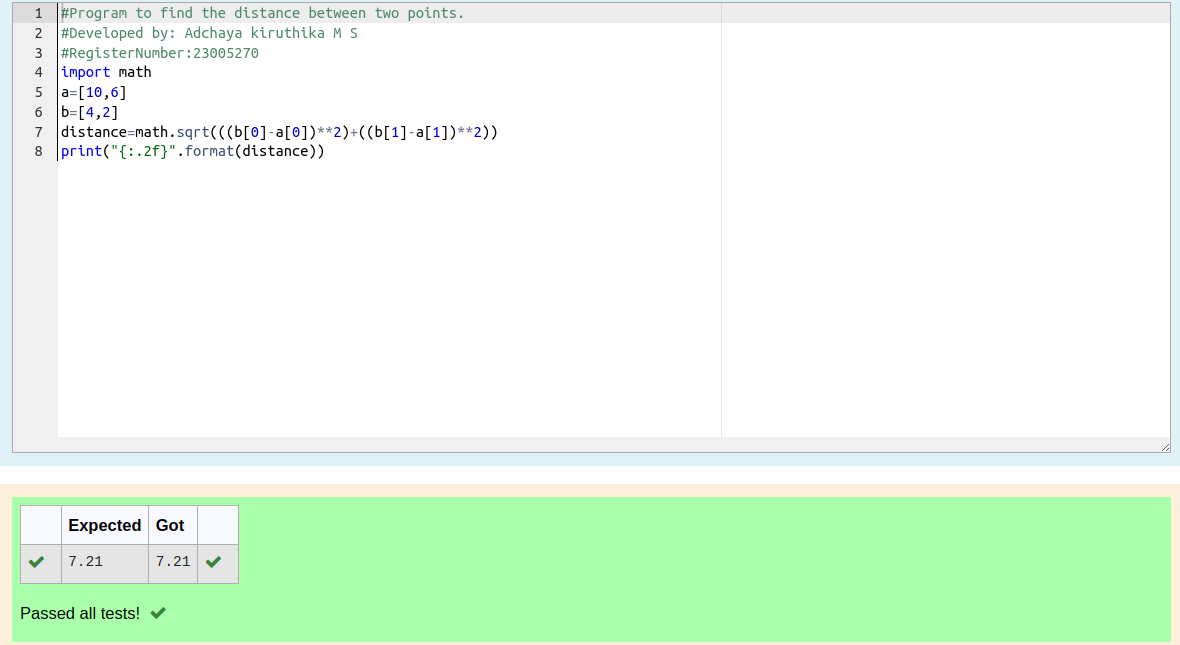 1 #Program to find the distance between two points.
2 #Developed by: Adchaya kiruthika M S
3 #RegisterNumber:23005270
4 import math
5 a=[10,6]
6 b=[4,2]
7 distance=math.sqrt(((b[0]-a[0])**2)+((b[1]-a[1])**2))
8 print("{:.2f}".format(distance))
Expected Got
7.21 7.21
Passed all tests!